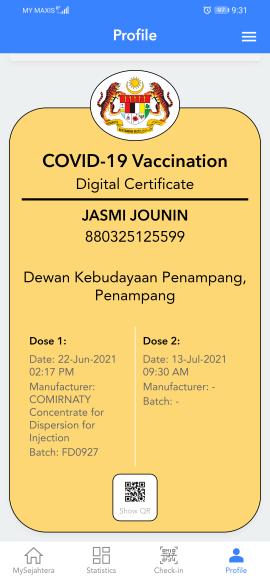 MY MAXIS
97 9:31
Profile
COVID-19 Vaccination
Digital Certificate
JASMI JOUNIN
880325125599
Dewan Kebudayaan Penampang,
Penampang
Dose 1:
Date: 22-Jun-2021
02:17 PM
Manufacturer:
COMIRNATY
Concentrate for
Dispersion for
Injection
Batch: FD0927
Dose 2:
Date: 13-Jul-2021
09:30 AM
Manufacturer: -
Batch: -
Show QR
MySejahtera
Statistics
Check-in
Profile